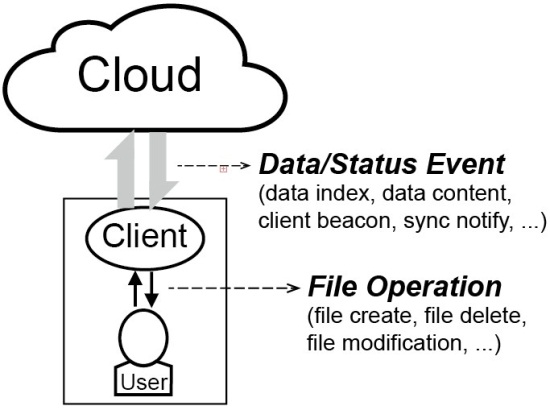 Cloud
Data/Status Event
(data index, data content,
client beacon, sync notify, ...)
Client
File Operation
(file create, file delete,
file modification, ...)
User